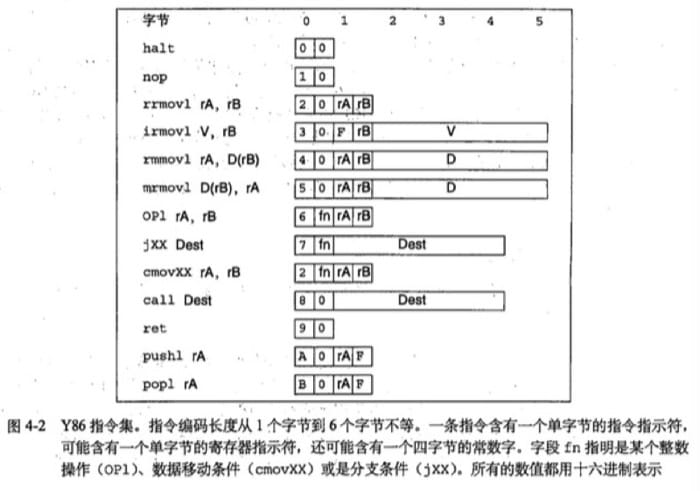 字节 0 1 2 3 4 5
halt 0 0
nop 1 0
rrmovl rA, rB 2 0 rA rB
irmovl V, rB 3 0 F rB V
rmmovl rA, D(rB) 4 0 rA rB D
mrmovl D(rB), rA 5 0 rA rB D
OPl rA, rB 6 fn rA rB
jXX Dest 7 fn Dest
cmovXX rA, rB 2 fn rA rB
call Dest 8 0 Dest
ret 9 0
pushl rA A 0 rA F
popl rA B 0 rA F
图 4-2 Y86 指令集。指令编码长度从 1 个字节到 6 个字节不等。一条指令含有一个单字节的指令指示符,
可能含有一个单字节的寄存器指示符,还可能含有一个四字节的常数字。字段 fn 指明是某个整数
操作(OPl)、数据移动条件(cmovXX)或是分支条件(jXX)。所有的数值都用十六进制表示